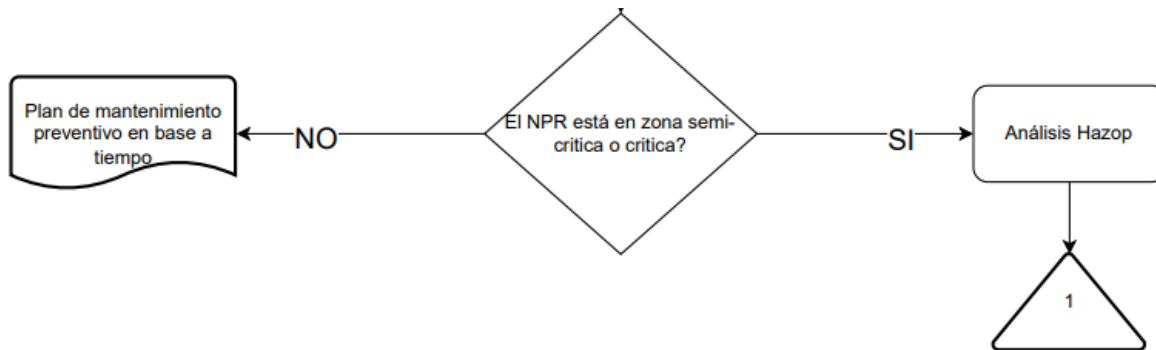 Plan de mantenimiento
preventivo en base a
tiempo
NO
El NPR está en zona semi-
critica o critica?
SI
Análisis Hazop
1